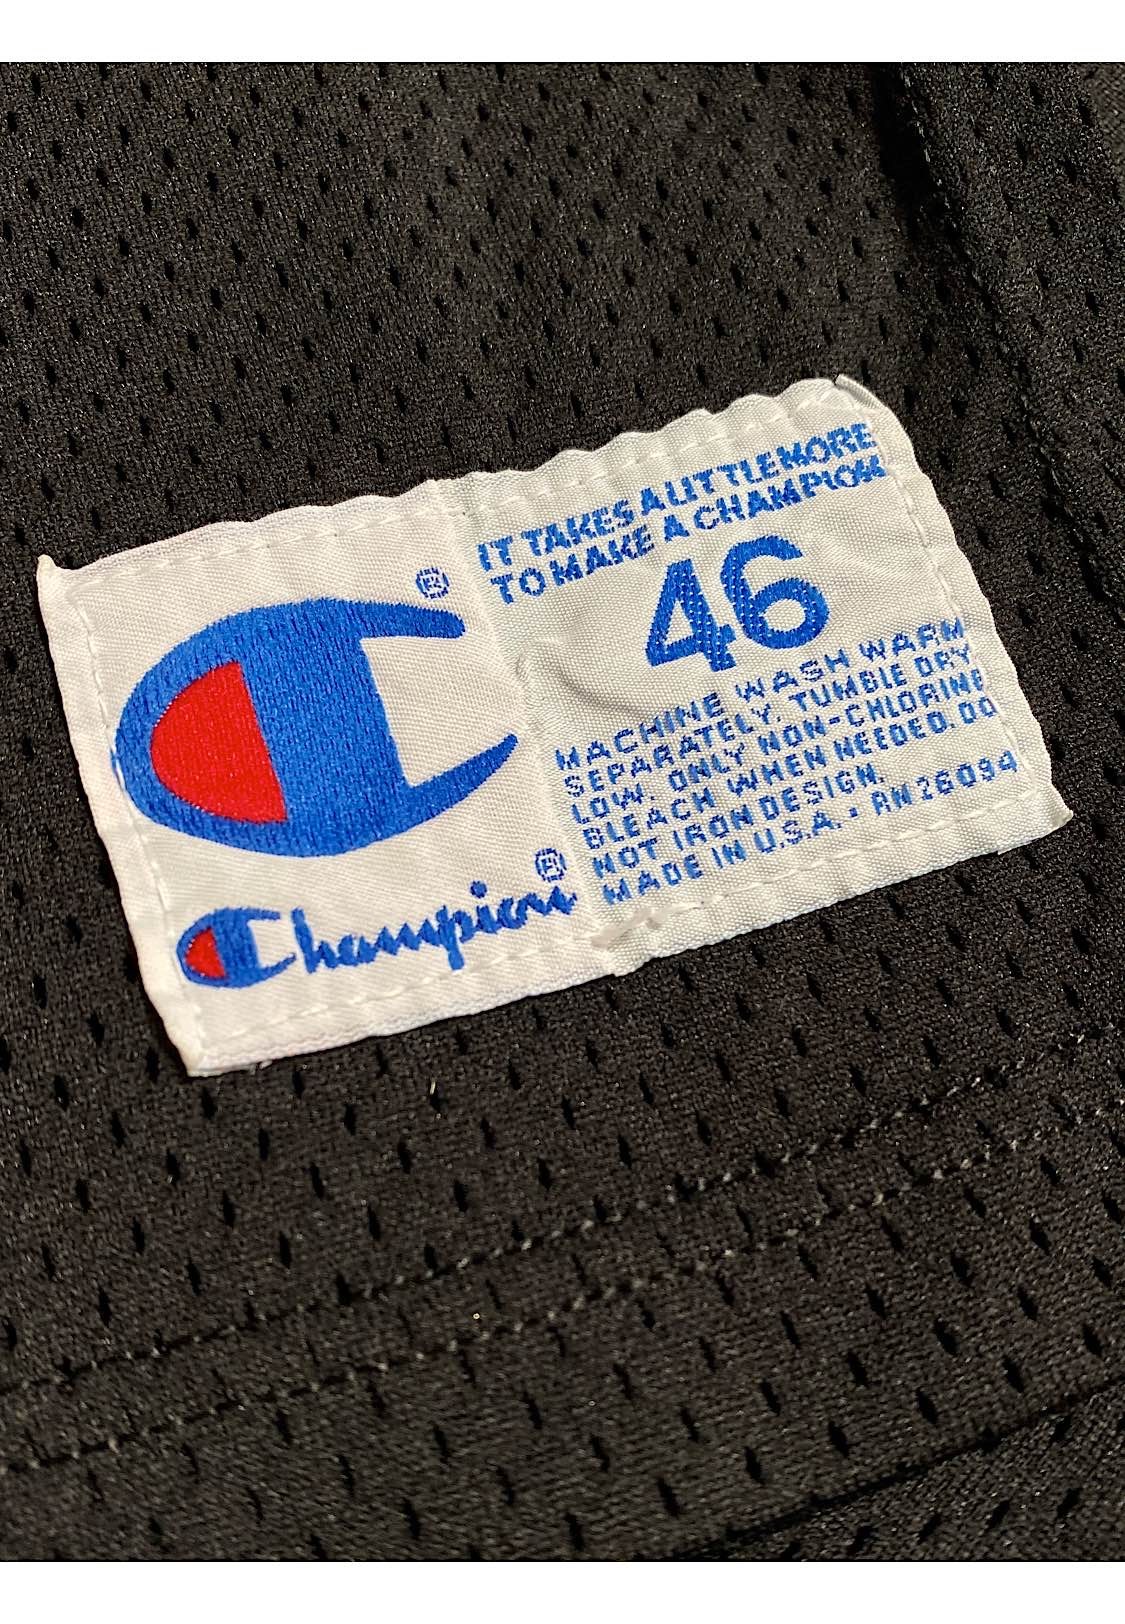 IT TAKES A LITTLE MORE
TO MAKE A CHAMPION
46
MACHINE WASH WARM
SEPARATELY. TUMBLE DRY
LOW. ONLY NON-CHLORINE
BLEACH WHEN NEEDED. DO
NOT IRON DESIGN.
MADE IN U.S.A. • RN 26094
®
Champion®